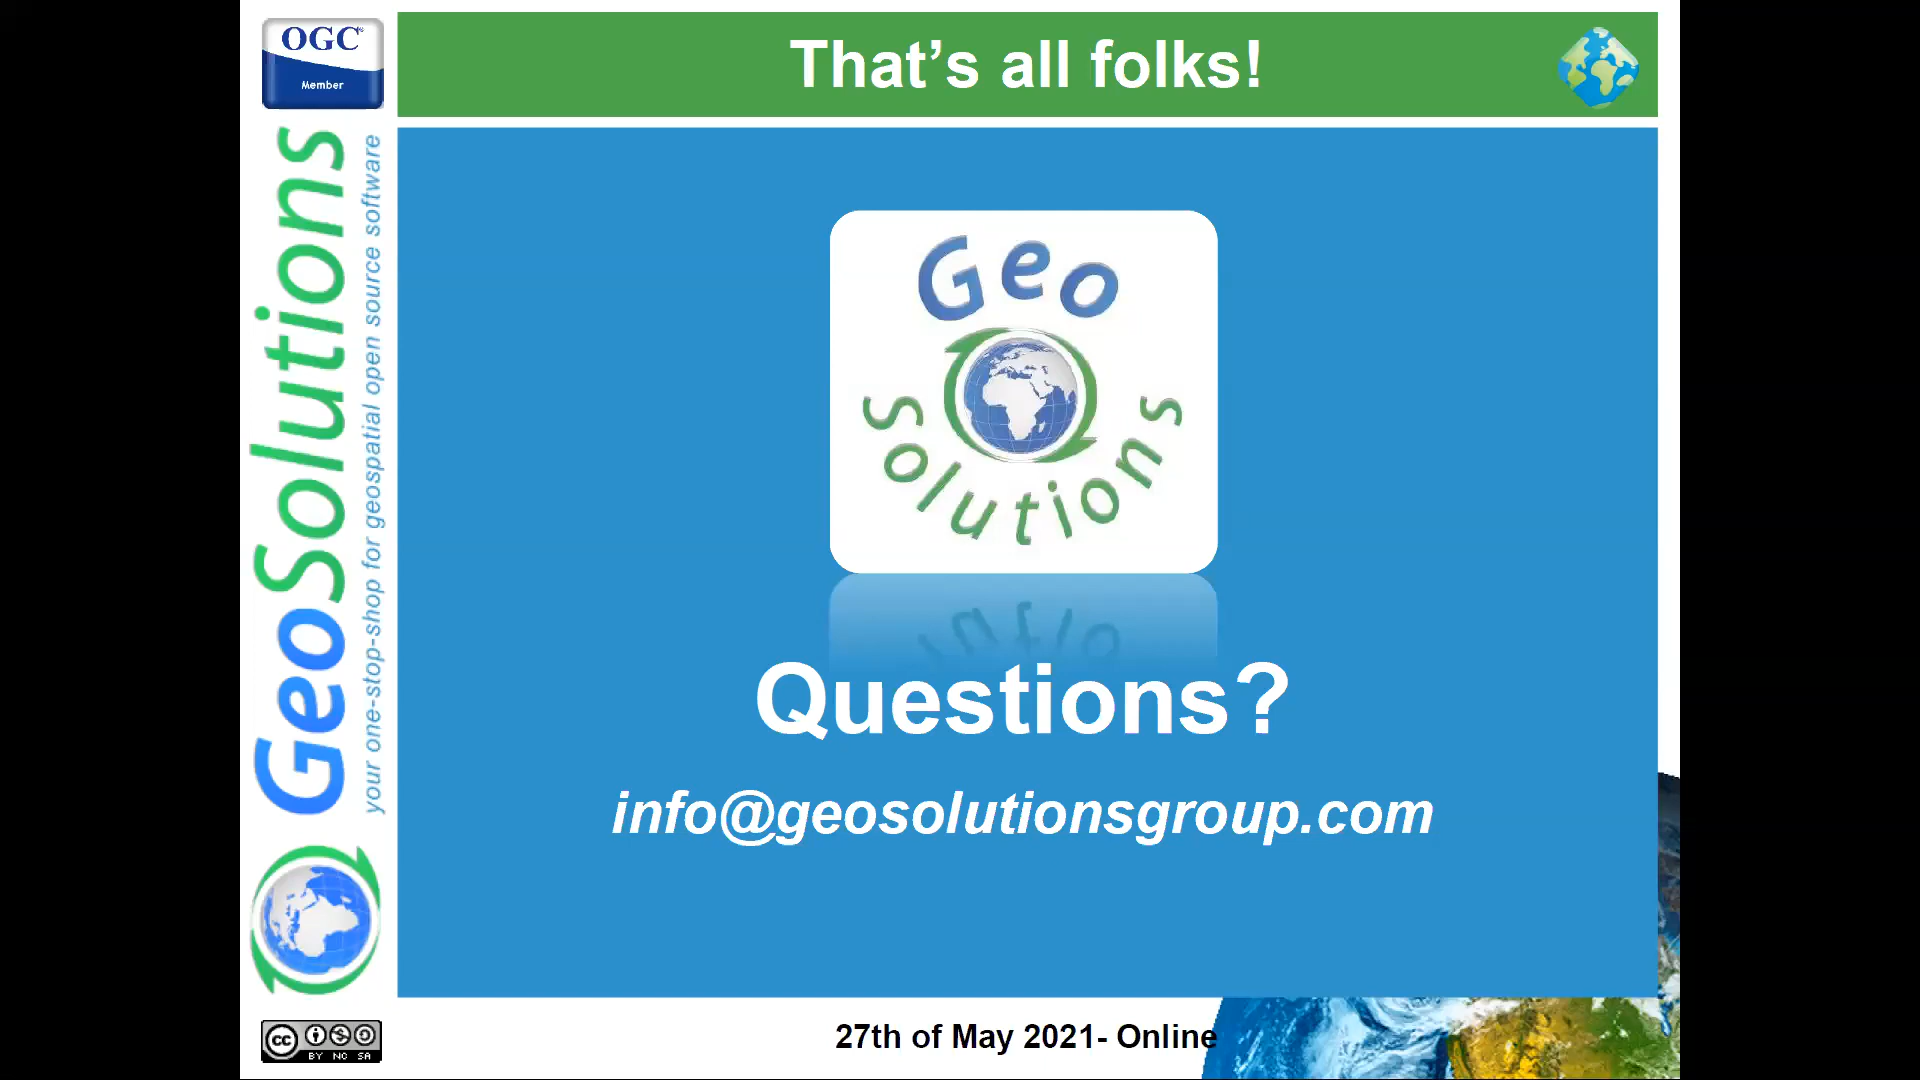 OGC®
Member
That's all folks!
GeoSolutions
your one-stop-shop for geospatial open source software
Geo
Solutions
Questions?
info@geosolutionsgroup.com
27th of May 2021- Online
cc
BY NC SA